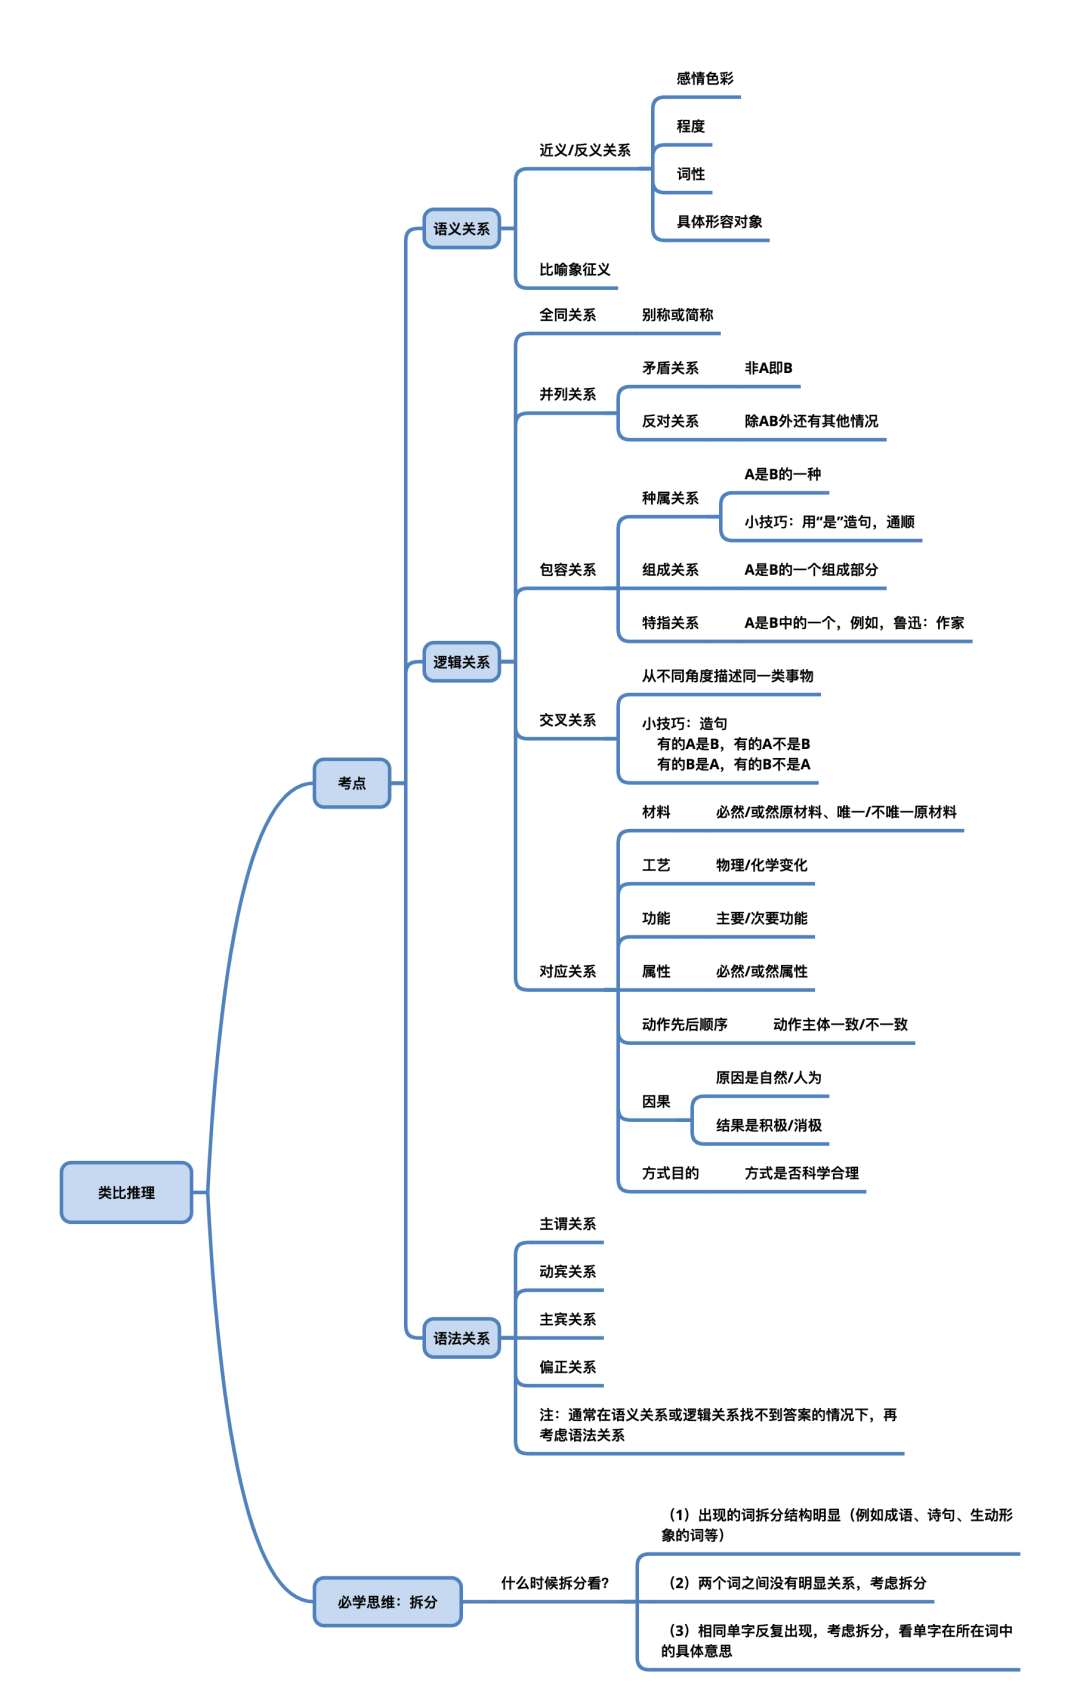 感情色彩
程度
近义/反义关系
词性
具体形容对象
语义关系
比喻象征义
全同关系
别称或简称
矛盾关系
非A即B
并列关系
反对关系
除AB外还有其他情况
A是B的一种
种属关系
小技巧：用“是”造句，通顺
包容关系
组成关系
A是B的一个组成部分
特指关系
A是B中的一个，例如，鲁迅：作家
逻辑关系
从不同角度描述同一类事物
交叉关系
小技巧：造句
有的A是B，有的A不是B
有的B是A，有的B不是A
考点
材料
必然/或然原材料、唯一/不唯一原材料
工艺
物理/化学变化
功能
主要/次要功能
对应关系
属性
必然/或然属性
动作先后顺序
动作主体一致/不一致
原因是自然/人为
因果
结果是积极/消极
方式目的
方式是否科学合理
类比推理
主谓关系
动宾关系
主宾关系
语法关系
偏正关系
注：通常在语义关系或逻辑关系找不到答案的情况下，再
考虑语法关系
（1）出现的词拆分结构明显（例如成语、诗句、生动形
象的词等）
必学思维：拆分
什么时候拆分看？
（2）两个词之间没有明显关系，考虑拆分
（3）相同单字反复出现，考虑拆分，看单字在所在词中
的具体意思